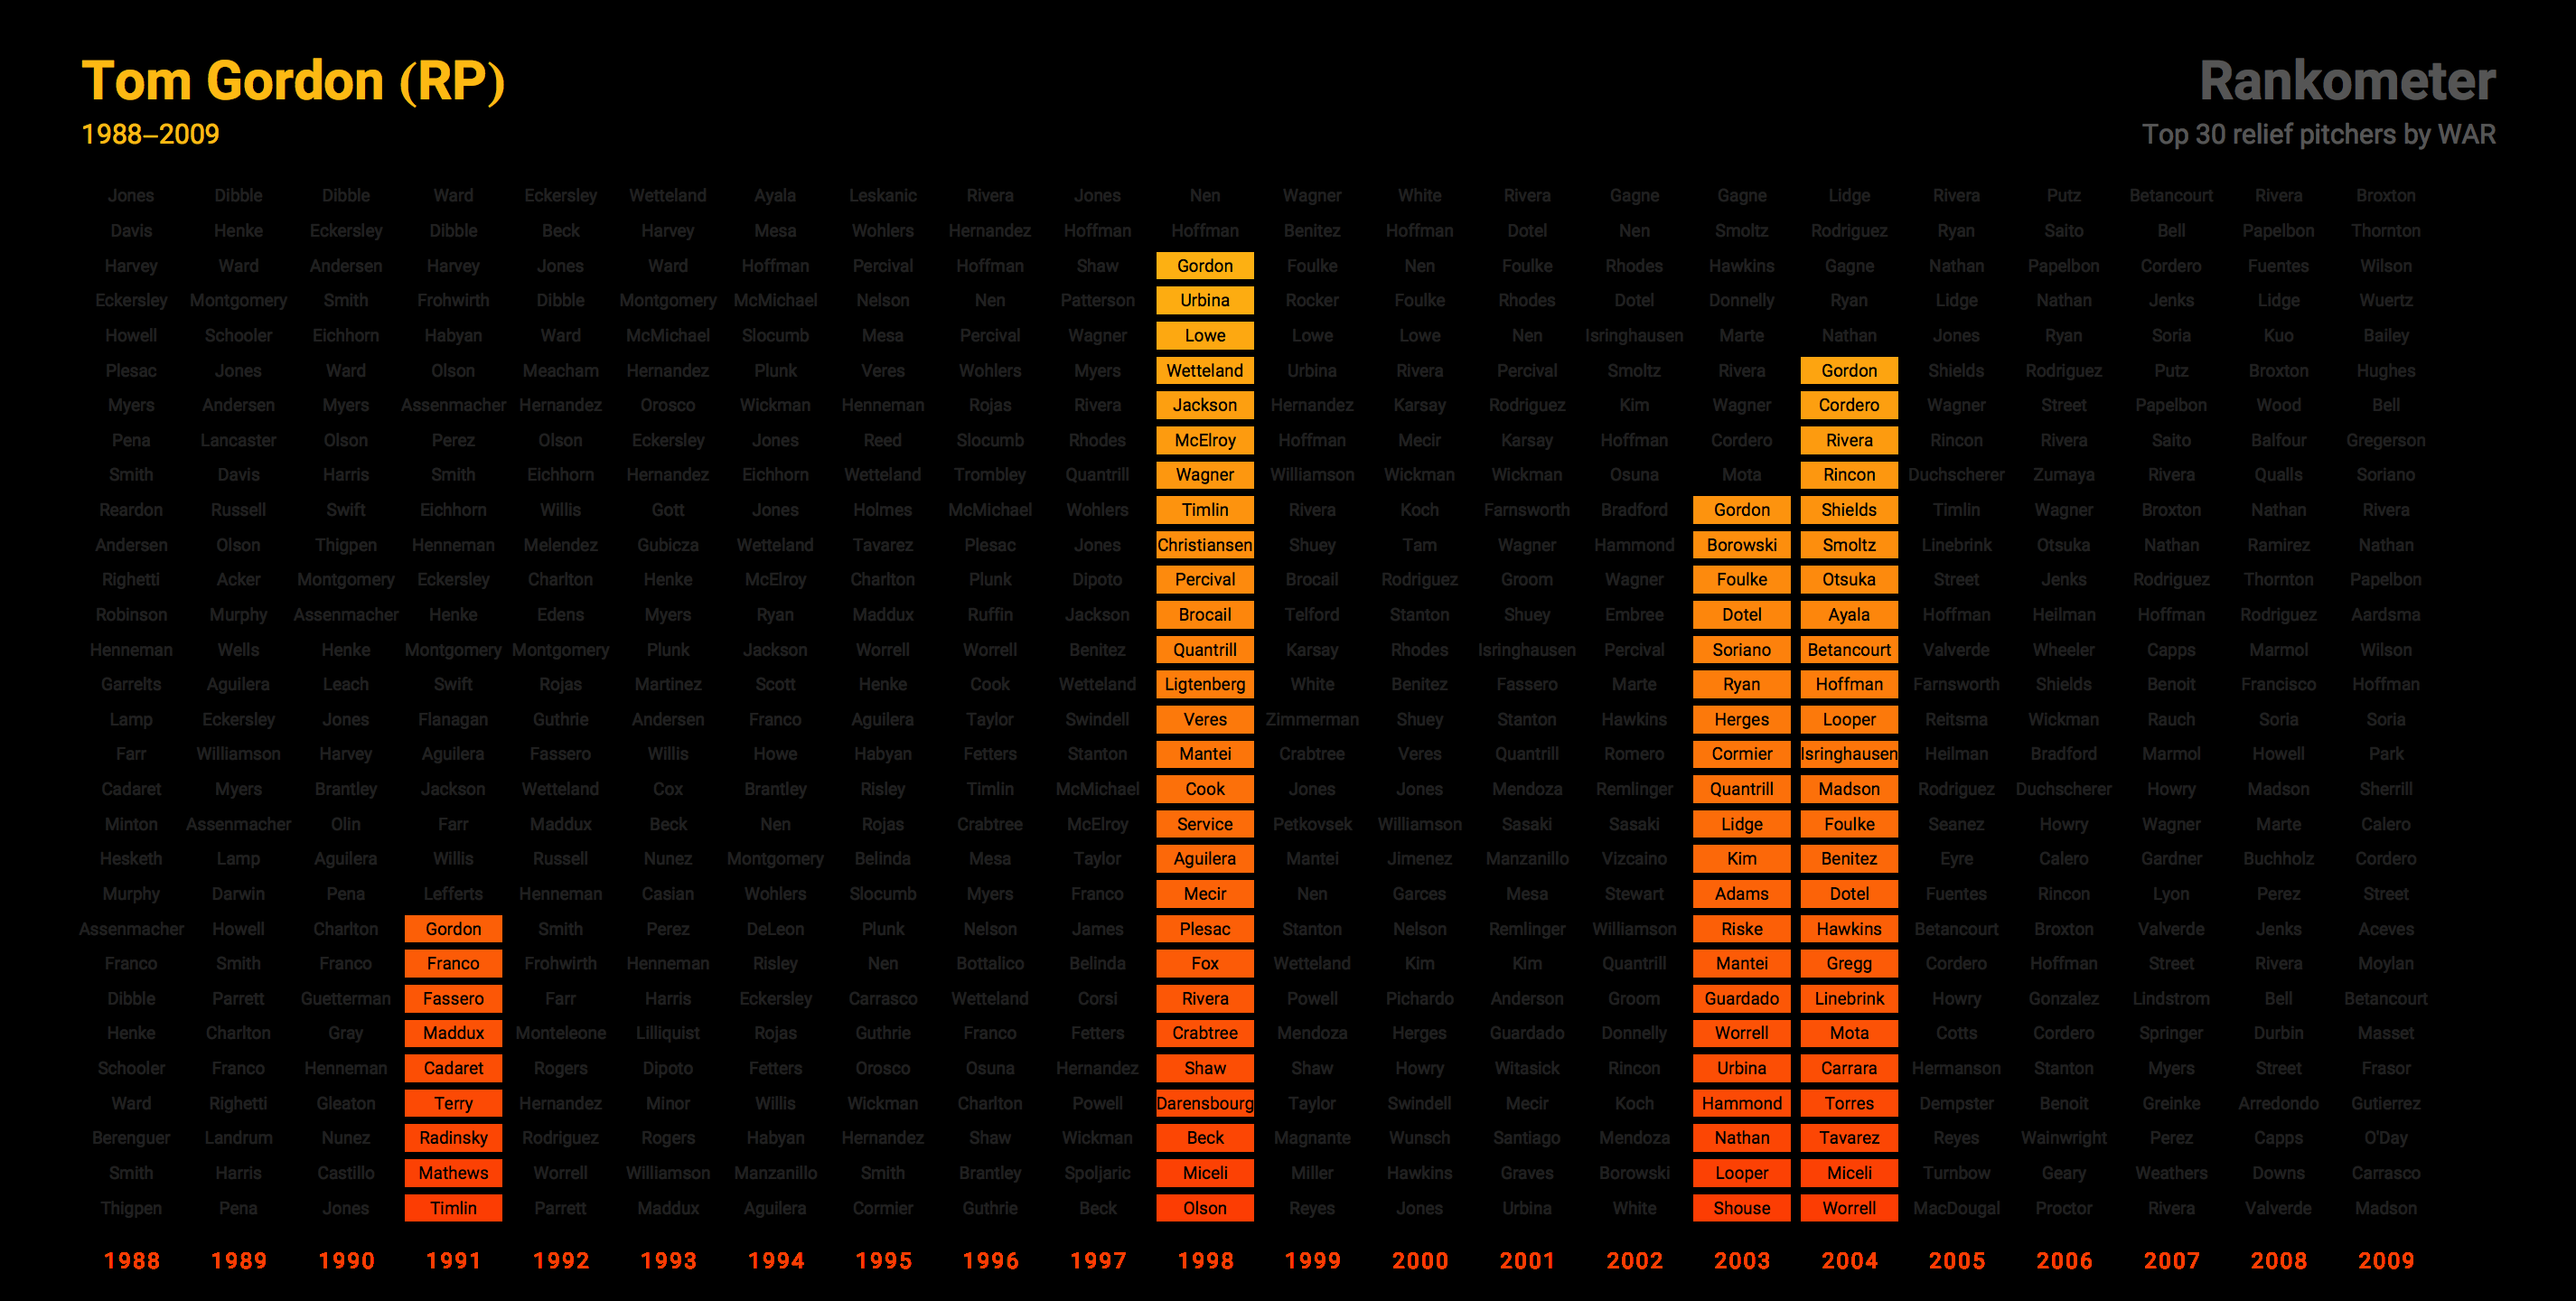 Tom Gordon (RP) Rankometer
1988–2009 Top 30 relief pitchers by WAR
Jones Dibble Dibble Ward Eckersley Wetteland Ayala Leskanic Rivera Jones Nen Wagner White Rivera Gagne Gagne Lidge Rivera Putz Betancourt Rivera Broxton
Davis Henke Eckersley Dibble Beck Harvey Mesa Wohlers Hernandez Hoffman Hoffman Benitez Hoffman Dotel Nen Smoltz Rodriguez Ryan Saito Bell Papelbon Thornton
Harvey Ward Andersen Harvey Jones Ward Hoffman Percival Hoffman Shaw Gordon Foulke Nen Foulke Rhodes Hawkins Gagne Nathan Papelbon Cordero Fuentes Wilson
Eckersley Montgomery Smith Frohwirth Dibble Montgomery McMichael Nelson Nen Patterson Urbina Rocker Foulke Rhodes Dotel Donnelly Ryan Lidge Nathan Jenks Lidge Wuertz
Howell Schooler Eichhorn Habyan Ward McMichael Slocumb Mesa Percival Wagner Lowe Lowe Lowe Nen Isringhausen Marte Nathan Jones Ryan Soria Kuo Bailey
Plesac Jones Ward Olson Meacham Hernandez Plunk Veres Wohlers Myers Wetteland Urbina Rivera Percival Smoltz Rivera Gordon Shields Rodriguez Putz Broxton Hughes
Myers Andersen Myers Assenmacher Hernandez Orosco Wickman Henneman Rojas Rivera Jackson Hernandez Karsay Rodriguez Kim Wagner Cordero Wagner Street Papelbon Wood Bell
Pena Lancaster Olson Perez Olson Eckersley Jones Reed Slocumb Rhodes McElroy Hoffman Mecir Karsay Hoffman Cordero Rivera Rincon Rivera Saito Balfour Gregerson
Smith Davis Harris Smith Eichhorn Hernandez Eichhorn Wetteland Trombley Quantrill Wagner Williamson Wickman Wickman Osuna Mota Rincon Duchscherer Zumaya Rivera Qualls Soriano
Reardon Russell Swift Eichhorn Willis Gott Jones Holmes McMichael Wohlers Timlin Rivera Koch Farnsworth Bradford Gordon Shields Timlin Wagner Broxton Nathan Rivera
Andersen Olson Thigpen Henneman Melendez Gubicza Wetteland Tavarez Plesac Jones Christiansen Shuey Tam Wagner Hammond Borowski Smoltz Linebrink Otsuka Nathan Ramirez Nathan
Righetti Acker Montgomery Eckersley Charlton Henke McElroy Charlton Plunk Dipoto Percival Brocail Rodriguez Groom Wagner Foulke Otsuka Street Jenks Rodriguez Thornton Papelbon
Robinson Murphy Assenmacher Henke Edens Myers Ryan Maddux Ruffin Jackson Brocail Telford Stanton Shuey Embree Dotel Ayala Hoffman Heilman Hoffman Rodriguez Aardsma
Henneman Wells Henke Montgomery Montgomery Plunk Jackson Worrell Worrell Benitez Quantrill Karsay Rhodes Isringhausen Percival Soriano Betancourt Valverde Wheeler Capps Marmol Wilson
Garrelts Aguilera Leach Swift Rojas Martinez Scott Henke Cook Wetteland Ligtenberg White Benitez Fassero Marte Ryan Hoffman Farnsworth Shields Benoit Francisco Hoffman
Lamp Eckersley Jones Flanagan Guthrie Andersen Franco Aguilera Taylor Swindell Veres Zimmerman Shuey Stanton Hawkins Herges Looper Reitsma Wickman Rauch Soria Soria
Farr Williamson Harvey Aguilera Fassero Willis Howe Habyan Fetters Stanton Mantei Crabtree Veres Quantrill Romero Cormier Isringhausen Heilman Bradford Marmol Howell Park
Cadaret Myers Brantley Jackson Wetteland Cox Brantley Risley Timlin McMichael Cook Jones Jones Mendoza Remlinger Quantrill Madson Rodriguez Duchscherer Howry Madson Sherrill
Minton Assenmacher Olin Farr Maddux Beck Nen Rojas Crabtree McElroy Service Petkovsek Williamson Sasaki Sasaki Lidge Foulke Seanez Howry Wagner Marte Calero
Hesketh Lamp Aguilera Willis Russell Nunez Montgomery Belinda Mesa Taylor Aguilera Mantei Jimenez Manzanillo Vizcaino Kim Benitez Eyre Calero Gardner Buchholz Cordero
Murphy Darwin Pena Lefferts Henneman Casian Wohlers Slocumb Myers Franco Mecir Nen Garces Mesa Stewart Adams Dotel Fuentes Rincon Lyon Perez Street
Assenmacher Howell Charlton Gordon Smith Perez DeLeon Plunk Nelson James Plesac Stanton Nelson Remlinger Williamson Riske Hawkins Betancourt Broxton Valverde Jenks Aceves
Franco Smith Franco Franco Frohwirth Henneman Risley Nen Bottalico Belinda Fox Wetteland Kim Kim Quantrill Mantei Gregg Cordero Hoffman Street Rivera Moylan
Dibble Parrett Guetterman Fassero Farr Harris Eckersley Carrasco Wetteland Corsi Rivera Powell Pichardo Anderson Groom Guardado Linebrink Howry Gonzalez Lindstrom Bell Betancourt
Henke Charlton Gray Maddux Monteleone Lilliquist Rojas Guthrie Franco Fetters Crabtree Mendoza Herges Guardado Donnelly Worrell Mota Cotts Cordero Springer Durbin Masset
Schooler Franco Henneman Cadaret Rogers Dipoto Fetters Orosco Osuna Hernandez Shaw Shaw Howry Witasick Rincon Urbina Carrara Hermanson Stanton Myers Street Frasor
Ward Righetti Gleaton Terry Hernandez Minor Willis Wickman Charlton Powell Darensbourg Taylor Swindell Mecir Koch Hammond Torres Dempster Benoit Greinke Arredondo Gutierrez
Berenguer Landrum Nunez Radinsky Rodriguez Rogers Habyan Hernandez Shaw Wickman Beck Magnante Wunsch Santiago Mendoza Nathan Tavarez Reyes Wainwright Perez Capps O'Day
Smith Harris Castillo Mathews Worrell Williamson Manzanillo Smith Brantley Spoljaric Miceli Miller Hawkins Graves Borowski Looper Miceli Turnbow Geary Weathers Downs Carrasco
Thigpen Pena Jones Timlin Parrett Maddux Aguilera Cormier Guthrie Beck Olson Reyes Jones Urbina White Shouse Worrell MacDougal Proctor Rivera Valverde Madson
1988 1989 1990 1991 1992 1993 1994 1995 1996 1997 1998 1999 2000 2001 2002 2003 2004 2005 2006 2007 2008 2009